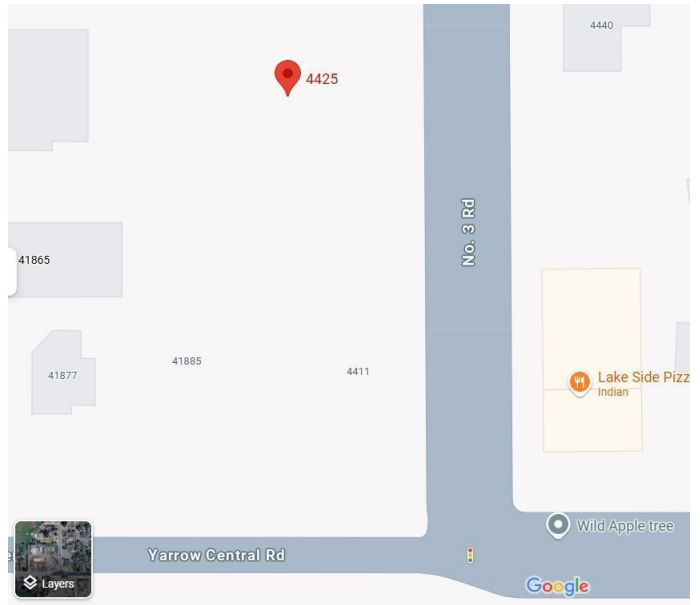 4440
4425
No. 3 Rd
41865
41885
4411
41877
Lake Side Pizz
Indian
Wild Apple tree
Yarrow Central Rd
Layers
Google